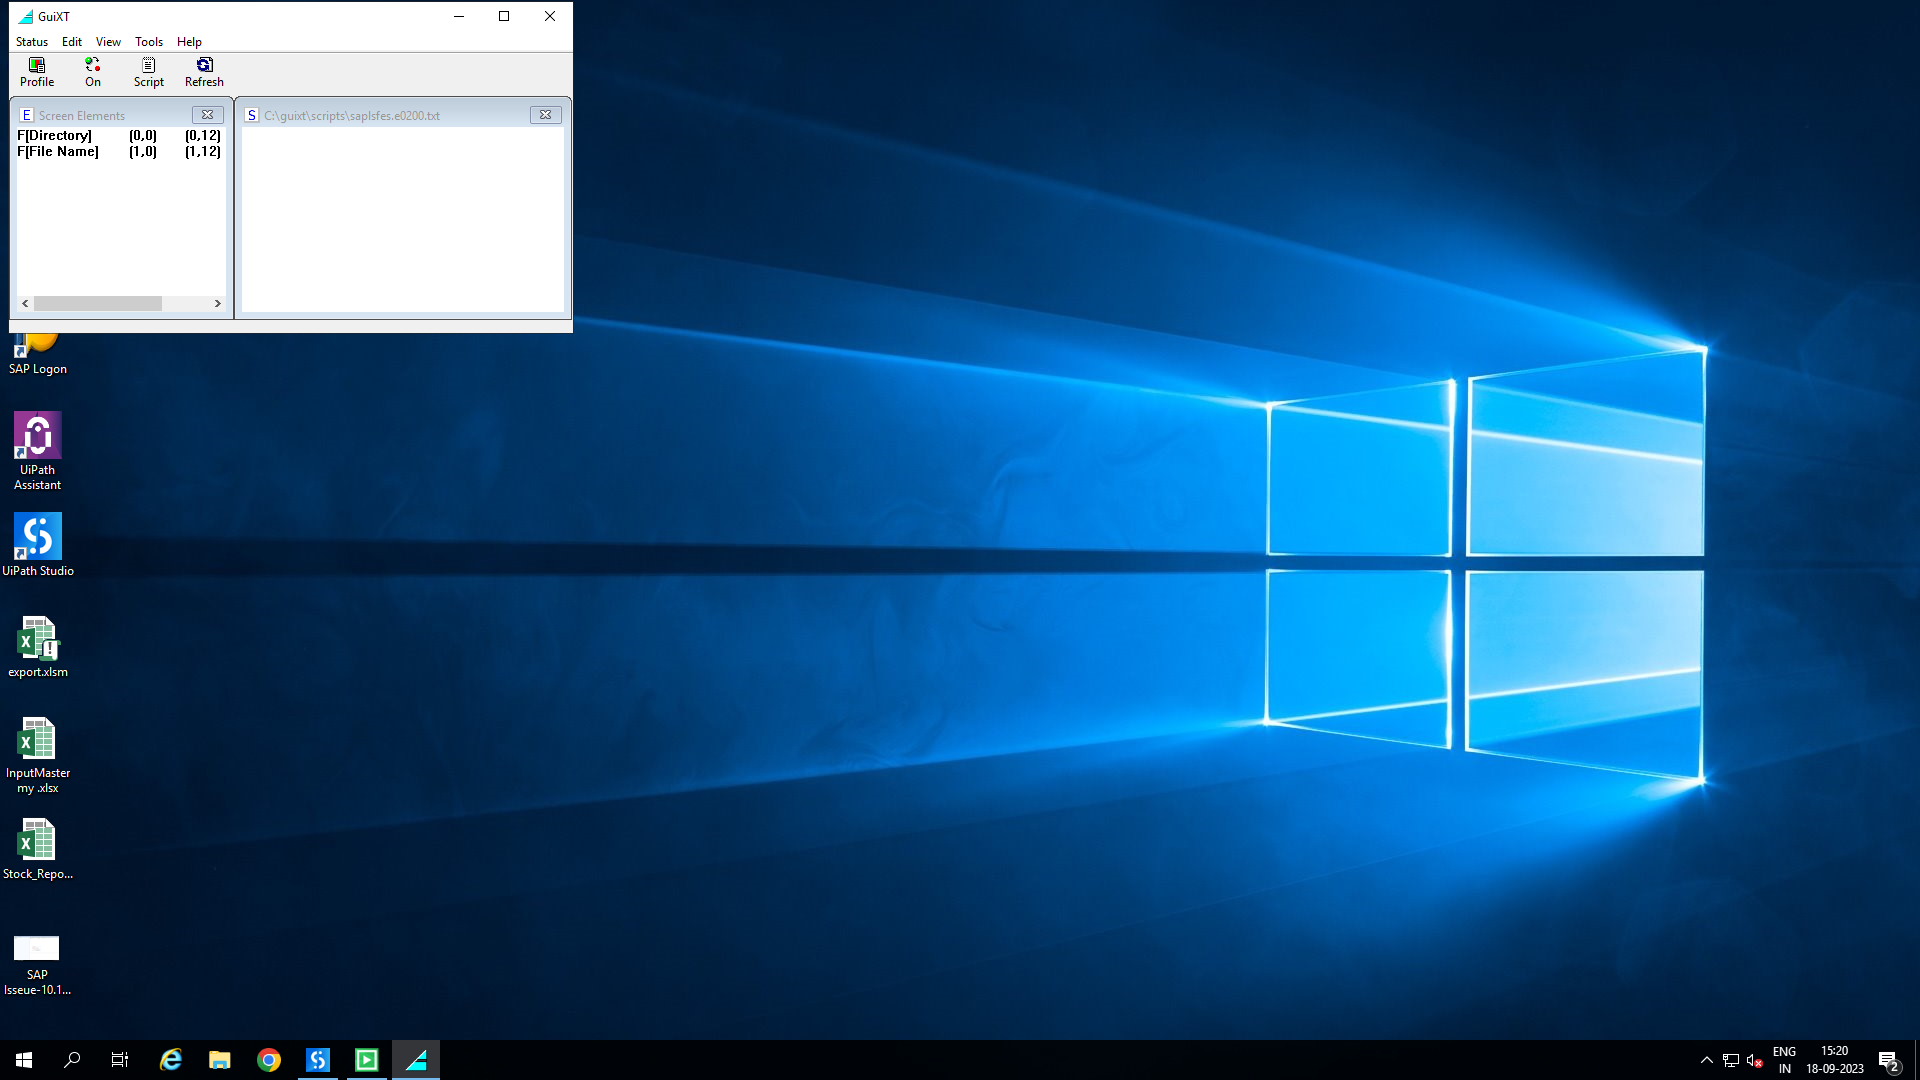 GuiXT
Status Edit View Tools Help
Profile On Script Refresh
E Screen Elements
F[Directory] (0,0) (0,12)
F[File Name] (1,0) (1,12)
S C:\guixt\scripts\saplsfes.e0200.txt
SAP Logon
UiPath
Assistant
UiPath Studio
export.xlsm
InputMaster
my .xlsx
Stock_Repo...
SAP
Isseue-10.1...
ENG
IN
15:20
18-09-2023
2